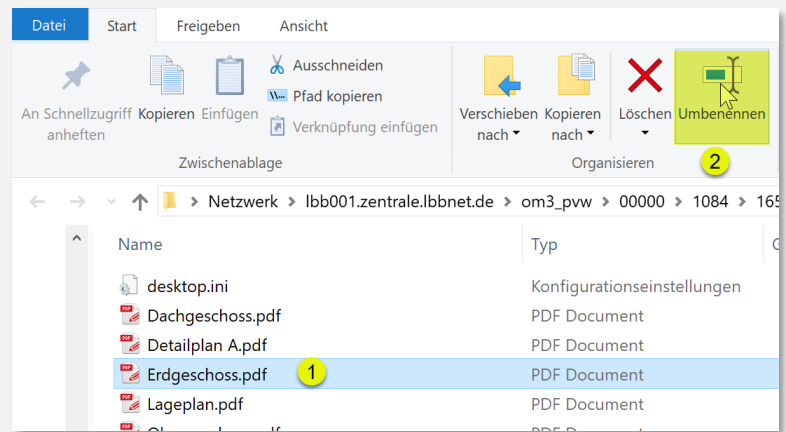 Datei Start Freigeben Ansicht
An Schnellzugriff
anheften
Kopieren
Einfügen
Ausschneiden
Pfad kopieren
Verknüpfung einfügen
Zwischenablage
Verschieben
nach
Kopieren
nach
Löschen
Umbenennen
Organisieren
2
Netzwerk > lbb001.zentrale.lbbnet.de > om3_pvw > 00000 > 1084 >
Name Typ
desktop.ini Konfigurationseinstellungen
Dachgeschoss.pdf PDF Document
Detailplan A.pdf PDF Document
Erdgeschoss.pdf 1 PDF Document
Lageplan.pdf PDF Document